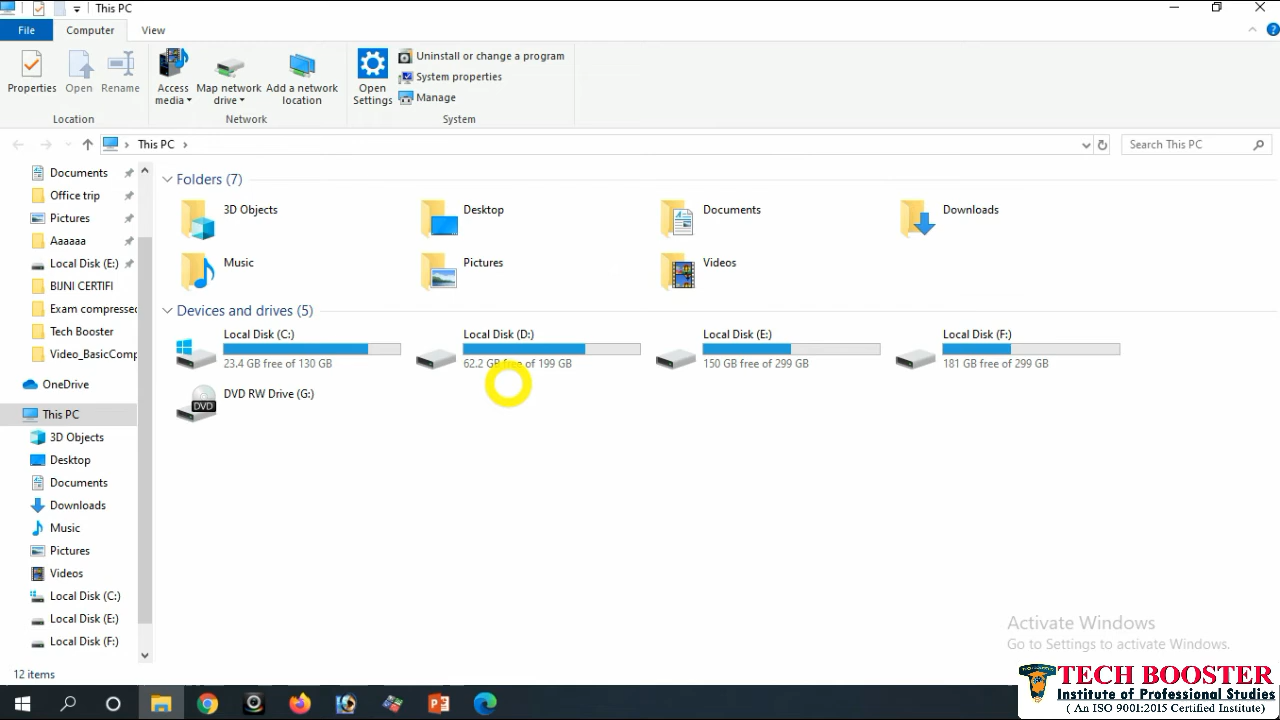 This PC
File
Computer
View
Properties
Open
Rename
Access media
Map network drive
Add a network location
Open Settings
Uninstall or change a program
System properties
Manage
Location
Network
System
This PC
Search This PC
Documents
Office trip
Pictures
Aaaaaa
Local Disk (E:)
BIJNI CERTIFI
Exam compressed
Tech Booster
Video_BasicComp
OneDrive
This PC
3D Objects
Desktop
Documents
Downloads
Music
Pictures
Videos
Local Disk (C:)
Local Disk (E:)
Local Disk (F:)
Folders (7)
3D Objects
Desktop
Documents
Downloads
Music
Pictures
Videos
Devices and drives (5)
Local Disk (C:)
23.4 GB free of 130 GB
Local Disk (D:)
62.2 GB free of 199 GB
Local Disk (E:)
150 GB free of 299 GB
Local Disk (F:)
181 GB free of 299 GB
DVD RW Drive (G:)
DVD
Activate Windows
Go to Settings to activate Windows.
12 items
TECH BOOSTER
Institute of Professional Studies
( An ISO 9001:2015 Certified Institute)